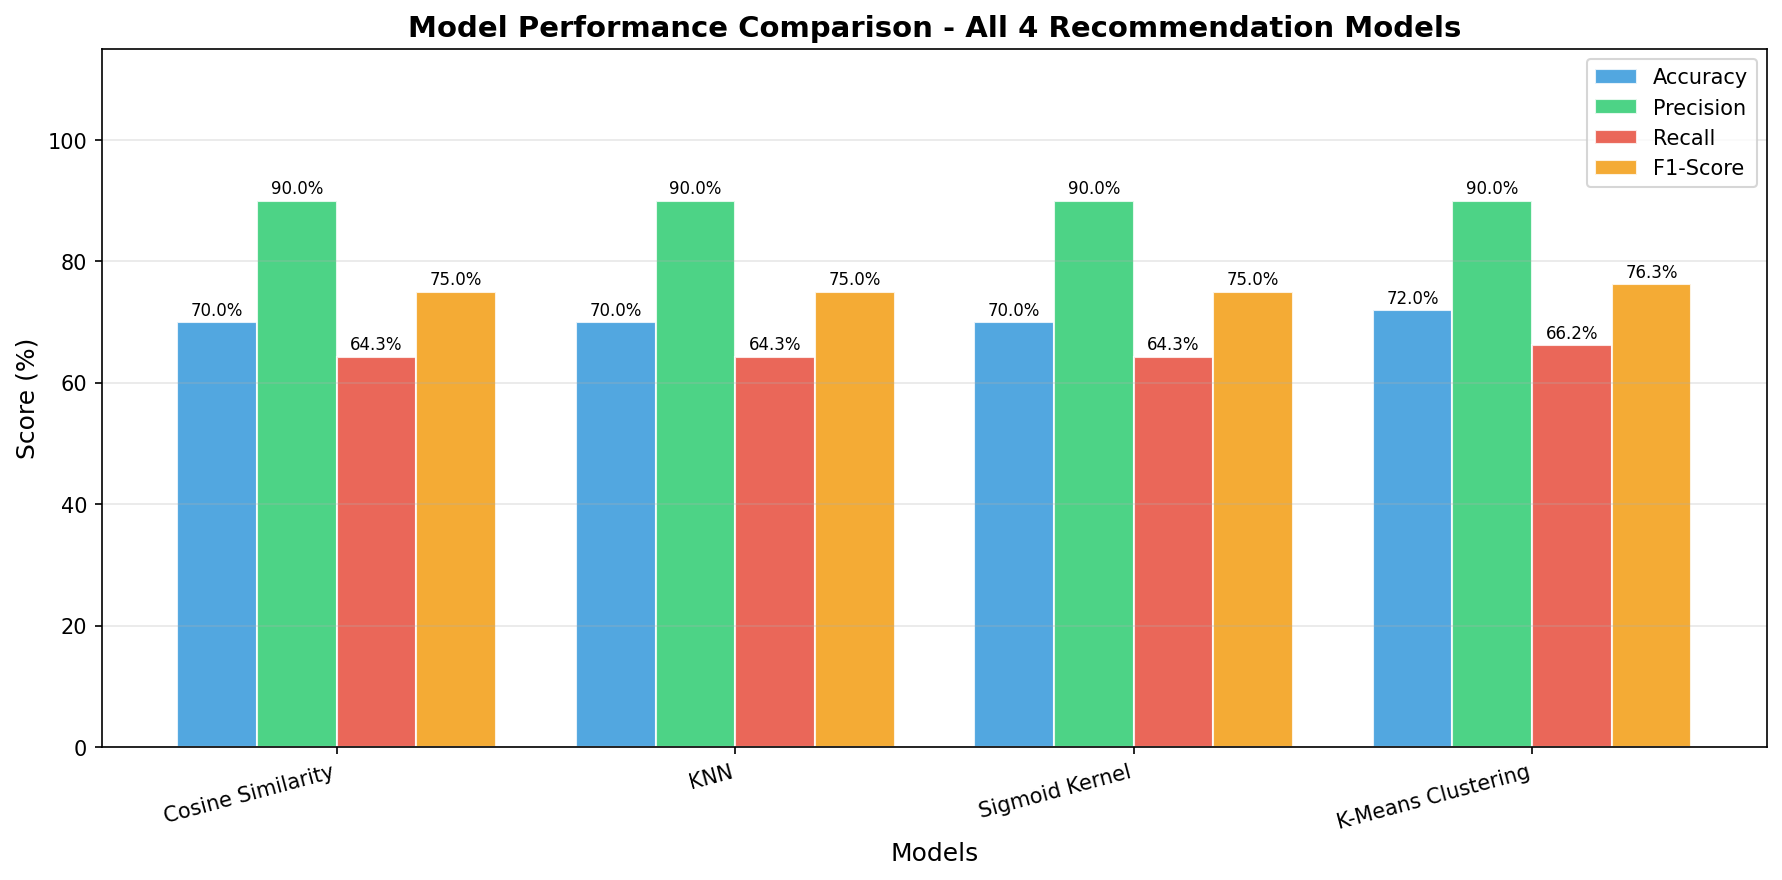 Model Performance Comparison - All 4 Recommendation Models
Accuracy
Precision
Recall
F1-Score
Score (%)
100
80
60
40
20
0
70.0%
90.0%
64.3%
75.0%
70.0%
90.0%
64.3%
75.0%
70.0%
90.0%
64.3%
75.0%
72.0%
90.0%
66.2%
76.3%
Cosine Similarity
KNN
Sigmoid Kernel
K-Means Clustering
Models